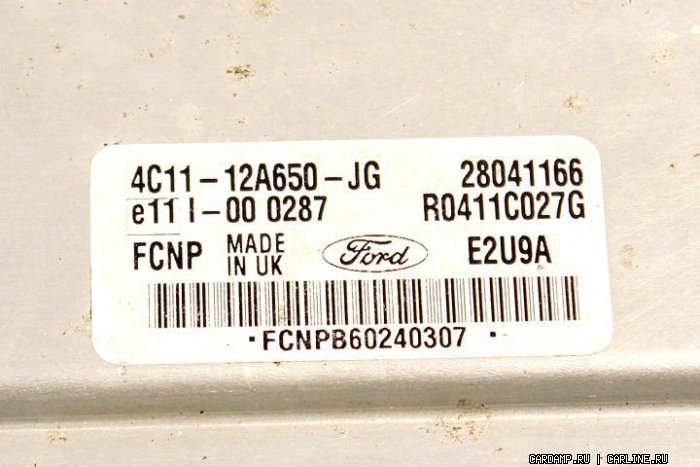 4C11-12A650-JG 28041166
e11 I-00 0287 R0411C027G
FCNP MADE IN UK Ford E2U9A
·FCNPB60240307 ·
CARDAMP.RU | CARLINE.RU